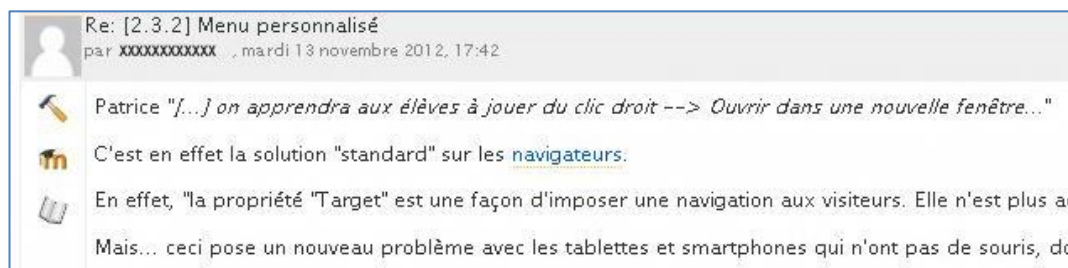 Re: [2.3.2] Menu personnalisé
par xxxxxxxxxxxx , mardi 13 novembre 2012, 17:42
Patrice "[...] on apprendra aux élèves à jouer du clic droit --> Ouvrir dans une nouvelle fenêtre..."
C'est en effet la solution "standard" sur les navigateurs.
En effet, "la propriété "Target" est une façon d'imposer une navigation aux visiteurs. Elle n'est plus
Mais... ceci pose un nouveau problème avec les tablettes et smartphones qui n'ont pas de souris,